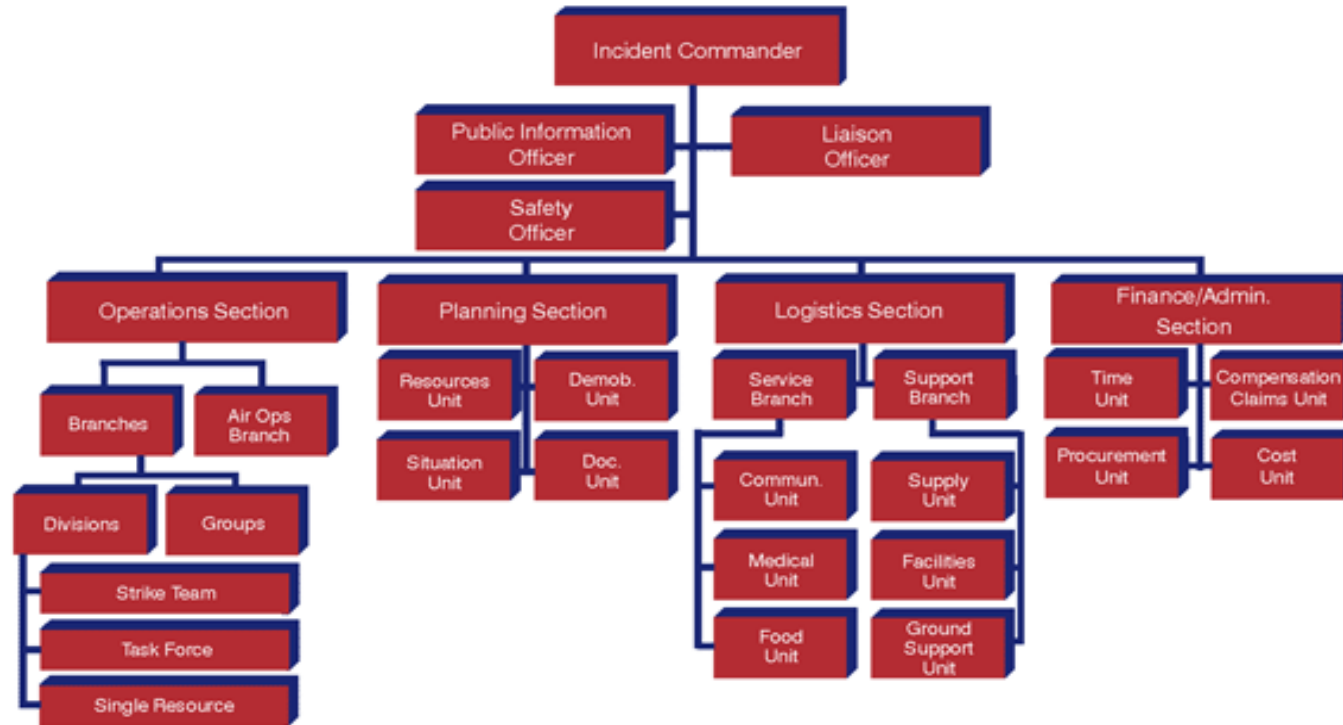 Incident Commander
Public Information
Officer
Liaison
Officer
Safety
Officer
Operations Section
Planning Section
Logistics Section
Finance/Admin.
Section
Branches
Air Ops
Branch
Divisions
Groups
Strike Team
Task Force
Single Resource
Resources
Unit
Demob.
Unit
Situation
Unit
Doc.
Unit
Service
Branch
Support
Branch
Commun.
Unit
Supply
Unit
Medical
Unit
Facilities
Unit
Food
Unit
Ground
Support
Unit
Time
Unit
Compensation
Claims Unit
Procurement
Unit
Cost
Unit